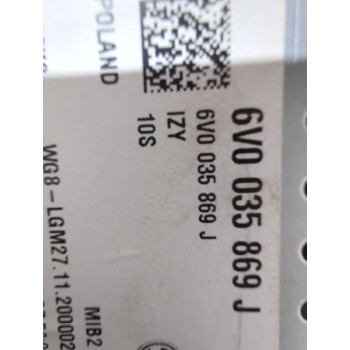 6V0 035 869 J
6V0 035 869 J
IZY
10S
POLAND
MIB2
WG8-LGM27.11.200002